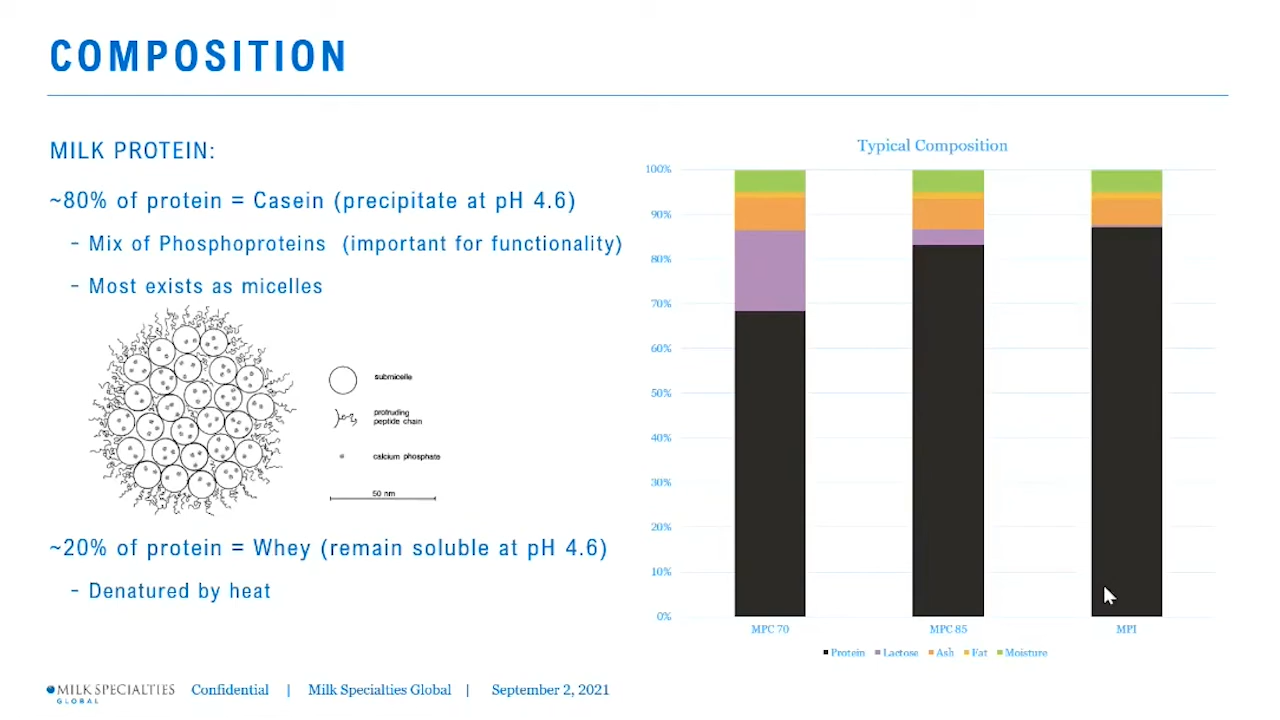 COMPOSITION
MILK PROTEIN:
~80% of protein = Casein (precipitate at pH 4.6)
- Mix of Phosphoproteins (important for functionality)
- Most exists as micelles
submicelle
protruding
peptide chain
calcium phosphate
50 nm
~20% of protein = Whey (remain soluble at pH 4.6)
- Denatured by heat
Typical Composition
100%
90%
80%
70%
60%
50%
40%
30%
20%
10%
0%
MPC 70 MPC 85 MPI
Protein Lactose Ash Fat Moisture
MILK SPECIALTIES
GLOBAL
Confidential | Milk Specialties Global | September 2, 2021